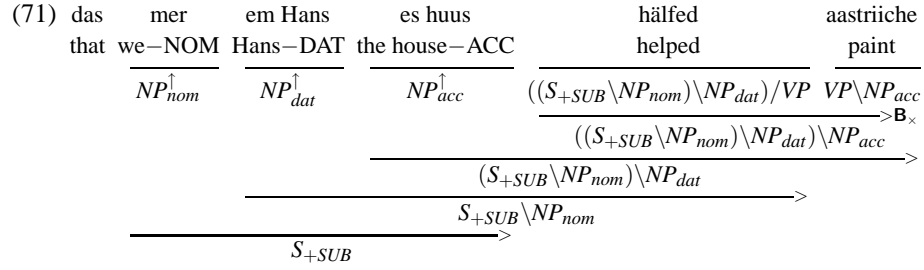 (71) das mer em Hans es huus hälfed aastriiche
that we−NOM Hans−DAT the house−ACC helped paint
NP↑nom NP↑dat NP↑acc ((S+SUB\NPnom)\NPdat)/VP VP\NPacc
>B×
((S+SUB\NPnom)\NPdat)\NPacc
>
(S+SUB\NPnom)\NPdat
>
S+SUB\NPnom
>
S+SUB